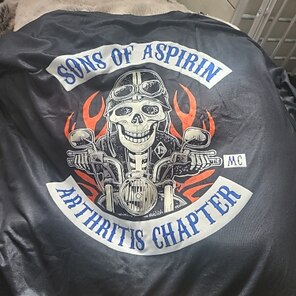 SONS OF ASPIRIN
MC
ARTHRITIS CHAPTER